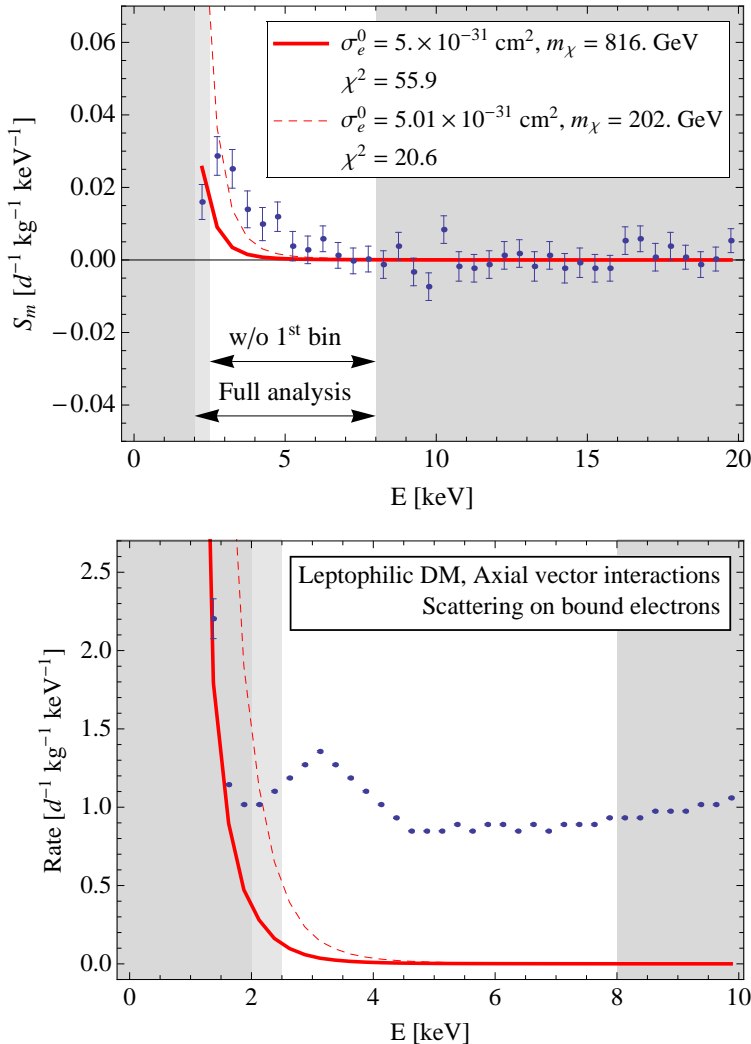 0.06
0.04
0.02
0.00
−0.02
−0.04
S_m [d⁻¹ kg⁻¹ keV⁻¹]
σ_e⁰ = 5. × 10⁻³¹ cm², m_χ = 816. GeV
χ² = 55.9
σ_e⁰ = 5.01 × 10⁻³¹ cm², m_χ = 202. GeV
χ² = 20.6
w/o 1ˢᵗ bin
Full analysis
0 5 10 15 20
E [keV]
2.5
2.0
1.5
1.0
0.5
0.0
Rate [d⁻¹ kg⁻¹ keV⁻¹]
Leptophilic DM, Axial vector interactions
Scattering on bound electrons
0 2 4 6 8 10
E [keV]